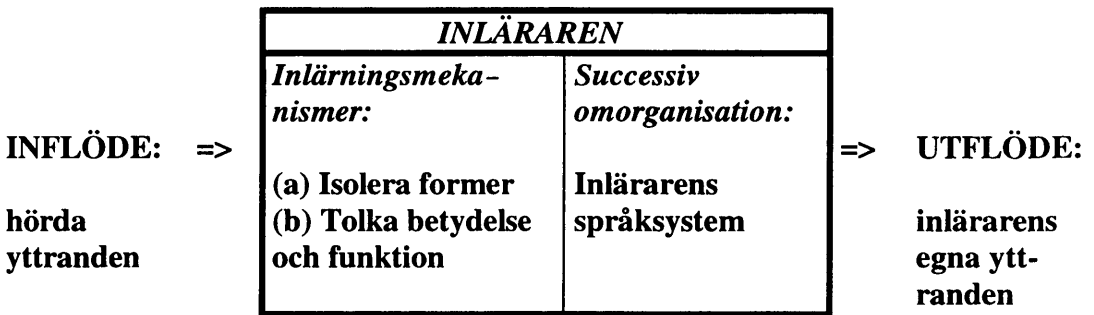 INLÄRAREN
INFLÖDE: =>
hörda
yttranden
Inlärningsmeka-
nismer:
(a) Isolera former
(b) Tolka betydelse
och funktion
Successiv
omorganisation:
Inlärarens
språksystem
=> UTFLÖDE:
inlärarens
egna ytt-
randen